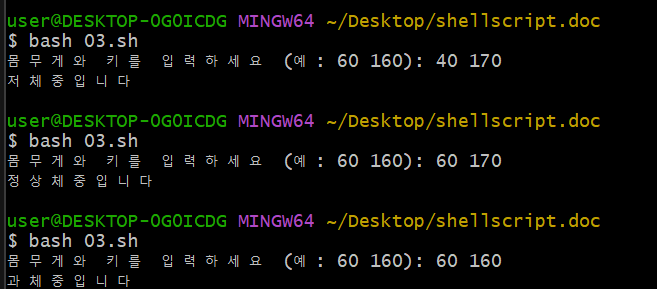 user@DESKTOP-0G0ICDG MINGW64 ~/Desktop/shellscript.doc
$ bash 03.sh
몸무게와 키를 입력하세요 (예 : 60 160): 40 170
저체중입니다
user@DESKTOP-0G0ICDG MINGW64 ~/Desktop/shellscript.doc
$ bash 03.sh
몸무게와 키를 입력하세요 (예 : 60 160): 60 170
정상체중입니다
user@DESKTOP-0G0ICDG MINGW64 ~/Desktop/shellscript.doc
$ bash 03.sh
몸무게와 키를 입력하세요 (예 : 60 160): 60 160
과체중입니다